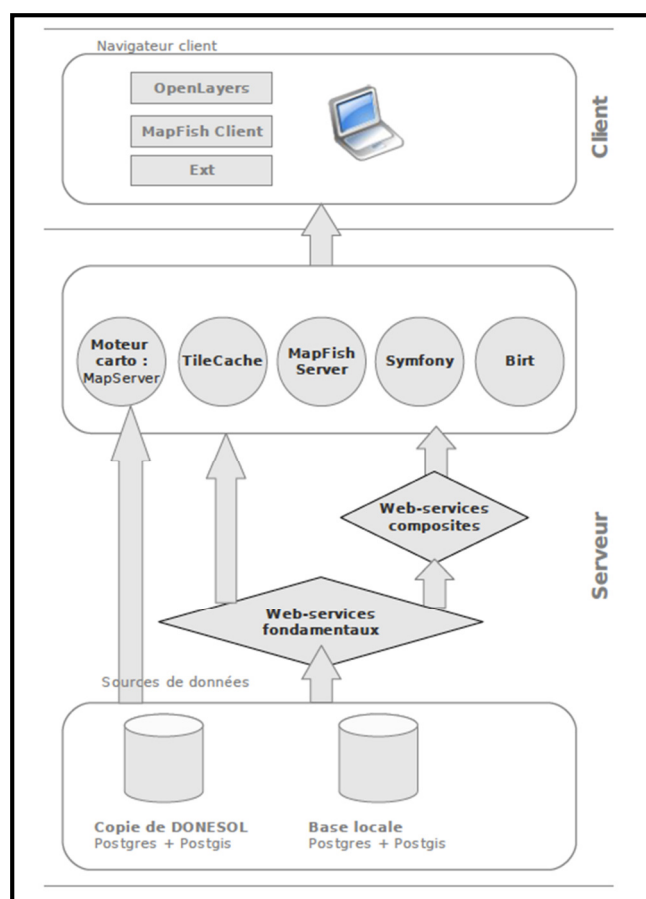 Navigateur client
OpenLayers
MapFish Client
Ext
Client
Moteur
carto :
MapServer
TileCache
MapFish
Server
Symfony
Birt
Web-services
composites
Serveur
Web-services
fondamentaux
Sources de données
Copie de DONESOL
Postgres + Postgis
Base locale
Postgres + Postgis